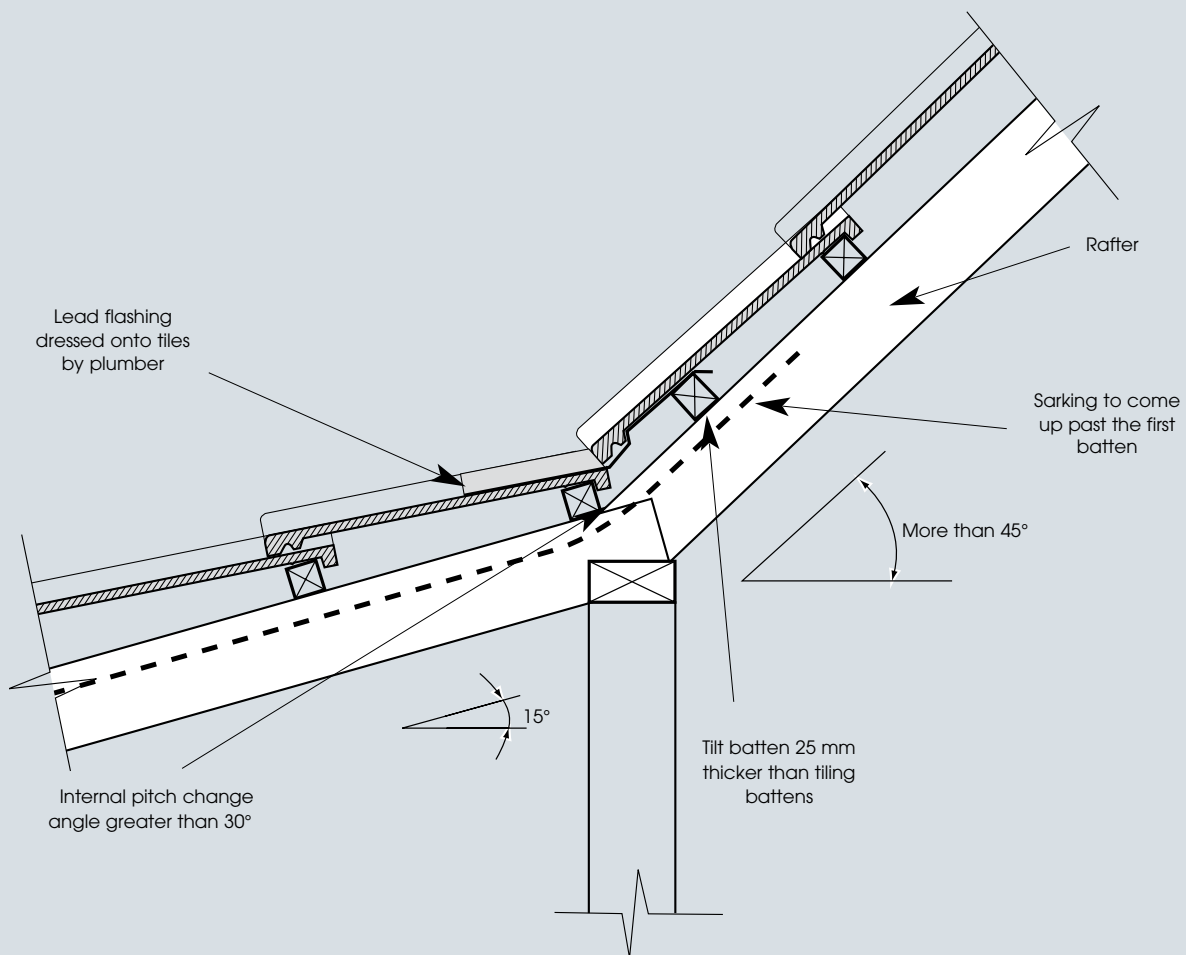 Rafter
Lead flashing
dressed onto tiles
by plumber
Sarking to come
up past the first
batten
More than 45°
15°
Tilt batten 25 mm
thicker than tiling
battens
Internal pitch change
angle greater than 30°